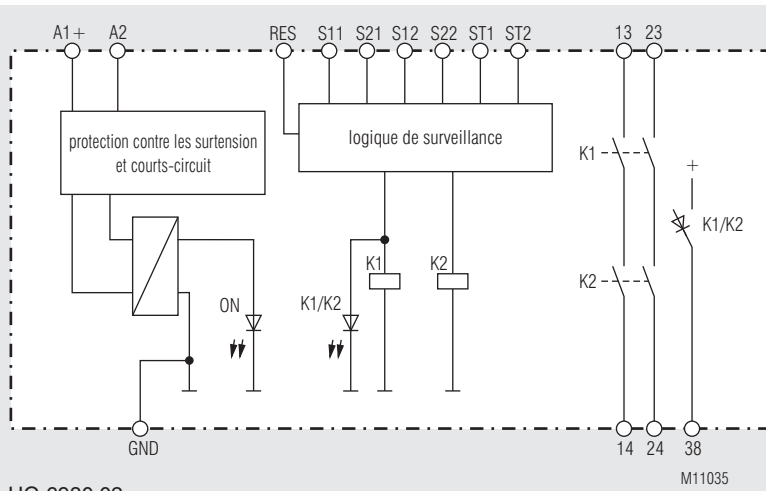 A1+ A2 RES S11 S21 S12 S22 ST1 ST2 13 23
protection contre les surtension
et courts-circuit
logique de surveillance
K1
+
K1/K2
K1 K2
K2
ON K1/K2
GND 14 24 38
M11035